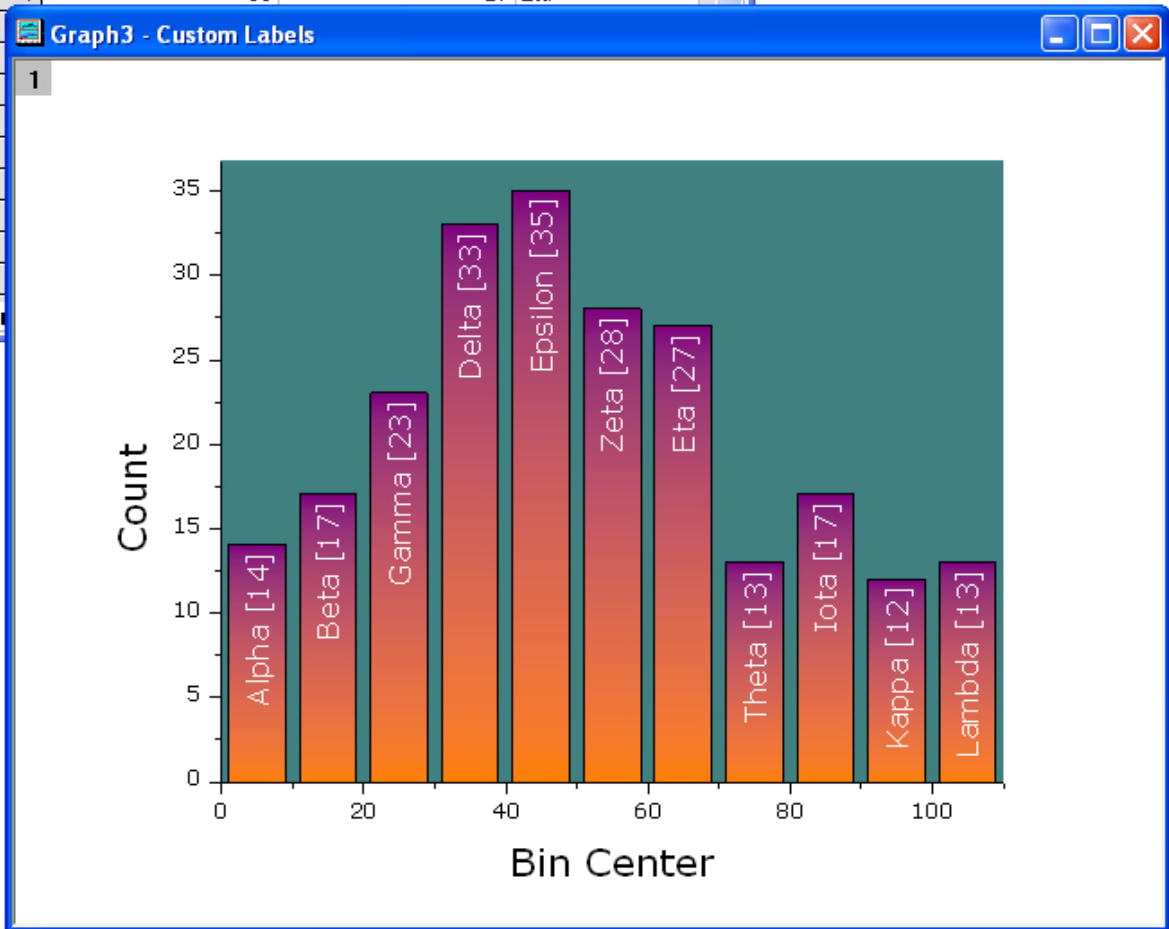 Graph3 - Custom Labels
1
35
30
25
20
15
10
5
0
Count
Alpha [14]
Beta [17]
Gamma [23]
Delta [33]
Epsilon [35]
Zeta [28]
Eta [27]
Theta [13]
Iota [17]
Kappa [12]
Lambda [13]
0 20 40 60 80 100
Bin Center